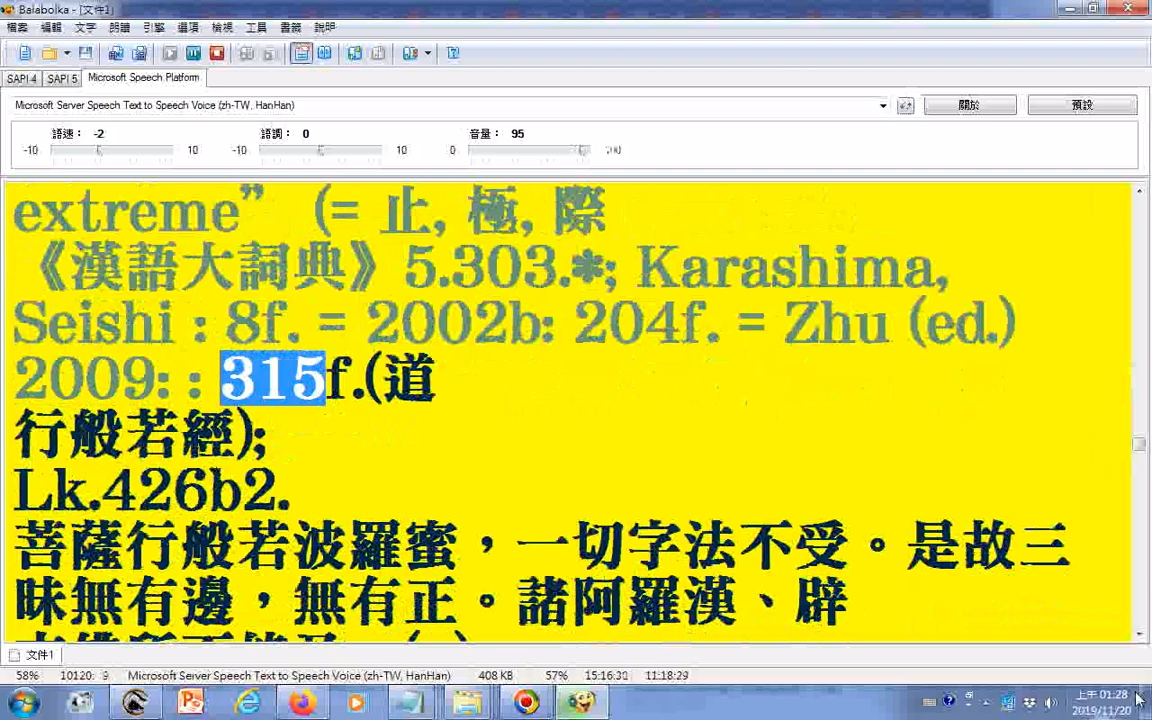 Balabolka - [文件1]
檔案 編輯 文字 朗讀 引擎 選項 檢視 工具 書籤 說明
SAPI 4 SAPI 5 Microsoft Speech Platform
Microsoft Server Speech Text to Speech Voice (zh-TW, HanHan) 關於 預設
語速： -2 語調： 0 音量： 95
-10 10 -10 10 0 100
extreme” (= 止, 極, 際
《漢語大詞典》 5.303.*; Karashima,
Seishi : 8f. = 2002b: 204f. = Zhu (ed.)
2009: : 315f.(道
行般若經);
Lk.426b2.
菩薩行般若波羅蜜，一切字法不受。是故三
昧無有邊，無有正。諸阿羅漢、辟
文件1
58% 10120: 9 Microsoft Server Speech Text to Speech Voice (zh-TW, HanHan) 408 KB 57% 15:16:30 11:18:29
上午 01:28
2019/11/20